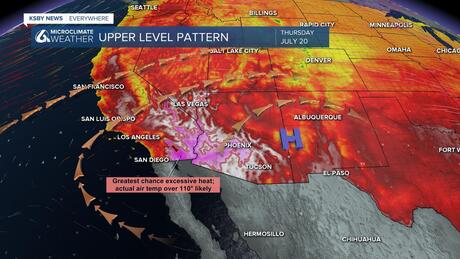 KSBY NEWS | EVERYWHERE
6 MICROCLIMATE
WEATHER
UPPER LEVEL PATTERN
THURSDAY
JULY 20
SEATTLE
BILLINGS
RAPID CITY
MINNEAPOLIS
SALT LAKE CITY
OMAHA
DENVER
CHICA
SAN FRANCISCO
LAS VEGAS
SAN LUIS OBISPO
ALBUQUERQUE
LOS ANGELES
PHOENIX
H
FORT W
SAN DIEGO
TUCSON
EL PASO
Greatest chance excessive heat;
actual air temp over 110° likely
HERMOSILLO
CHIHUAHUA